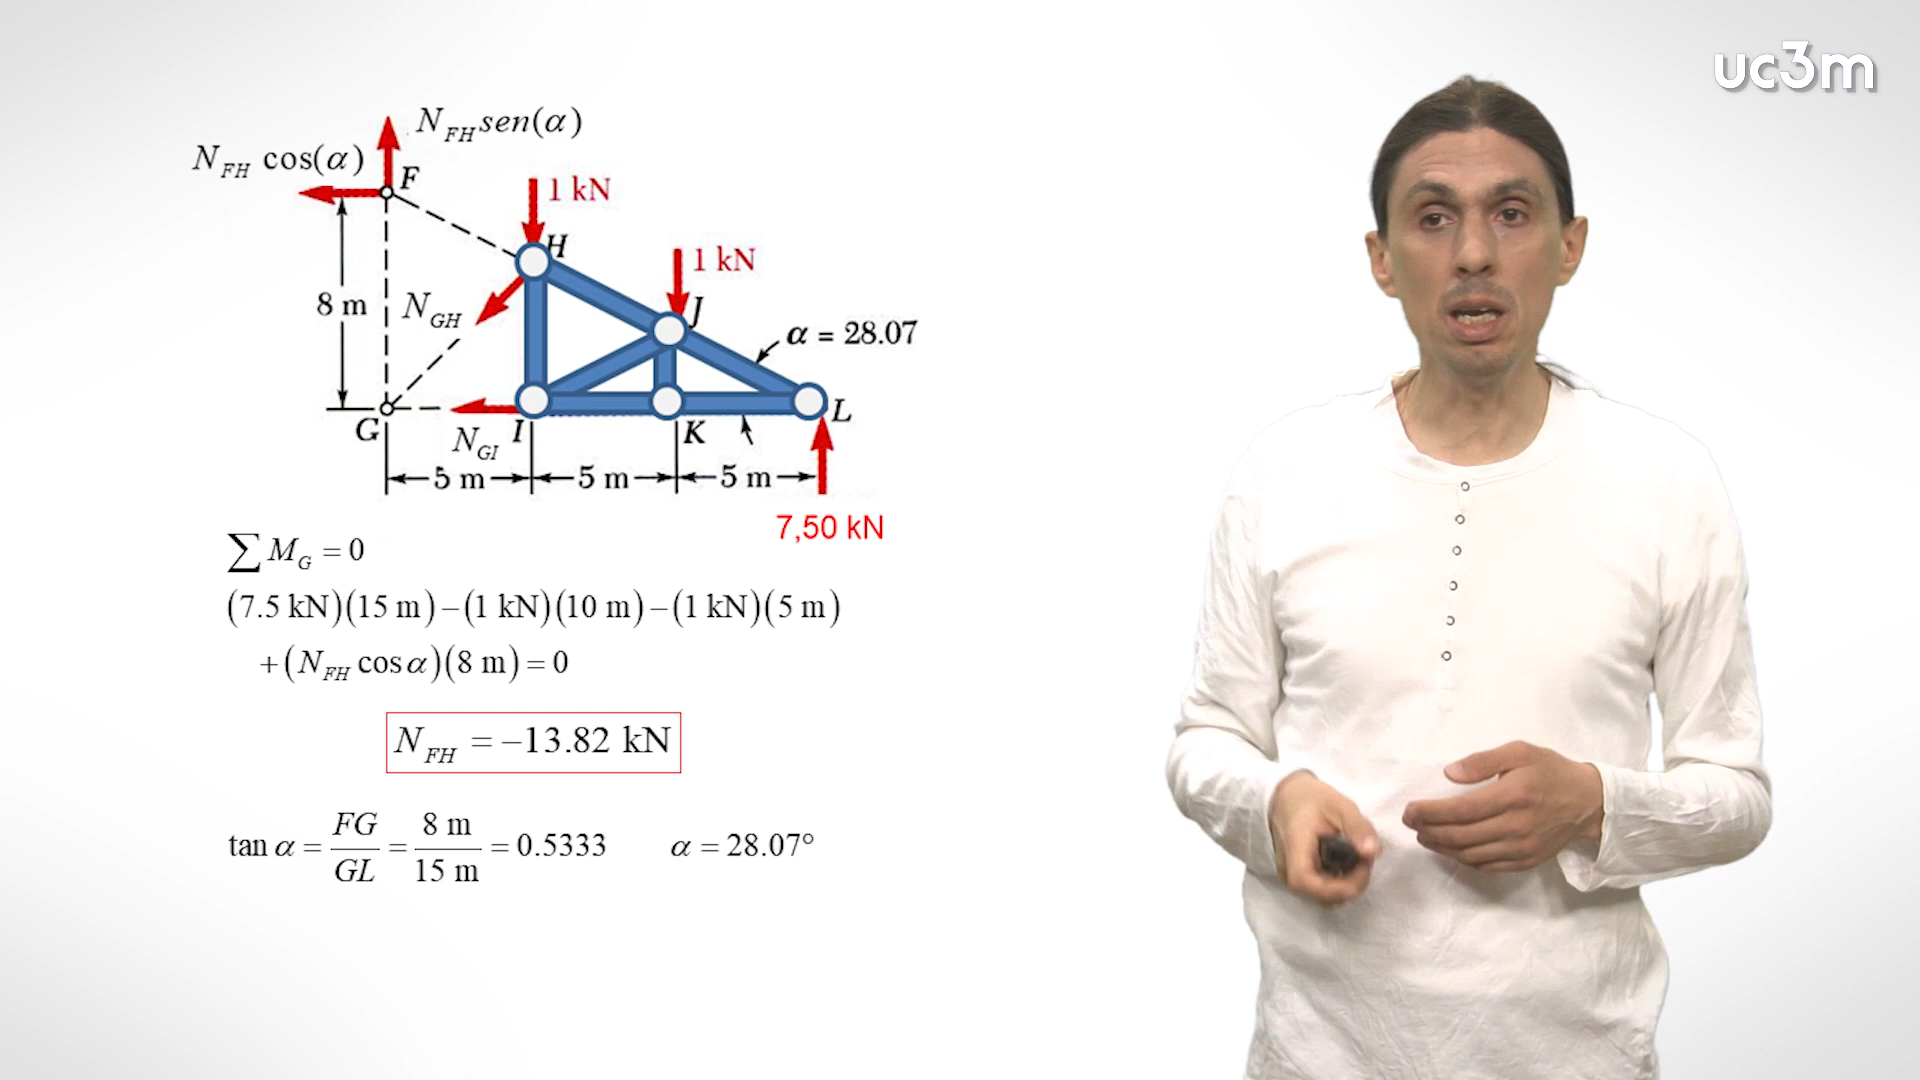 uc3m
N_FH sen(α)
N_FH cos(α)
F
1 kN
H
1 kN
J
8 m
N_GH
α = 28.07
G
N_GI
I
K
L
5 m
5 m
5 m
7,50 kN
∑ M_G = 0
(7.5 kN)(15 m) – (1 kN)(10 m) – (1 kN)(5 m)
+ (N_FH cos α)(8 m) = 0
N_FH = –13.82 kN
tan α = FG/GL = 8 m/15 m = 0.5333 α = 28.07°